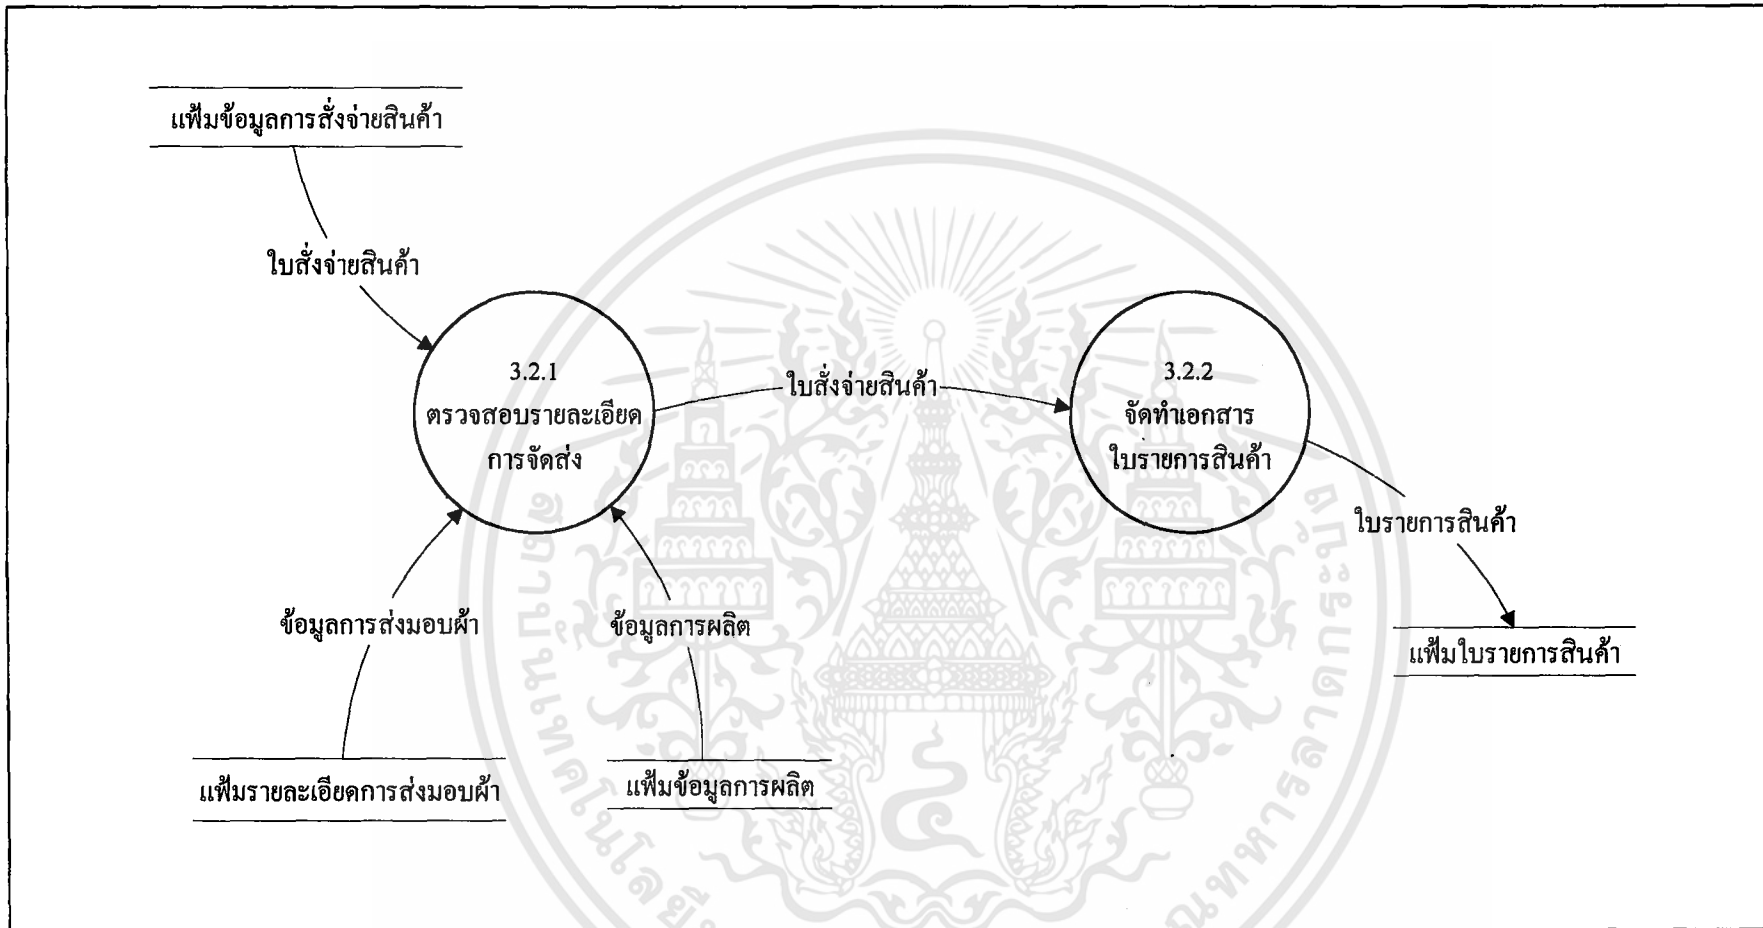 แฟ้มข้อมูลการสั่งจ่ายสินค้า
ใบสั่งจ่ายสินค้า
3.2.1
ตรวจสอบรายละเอียด
การจัดส่ง
ใบสั่งจ่ายสินค้า
3.2.2
จัดทำเอกสาร
ใบรายการสินค้า
ใบรายการสินค้า
ข้อมูลการส่งมอบผ้า
ข้อมูลการผลิต
แฟ้มใบรายการสินค้า
แฟ้มรายละเอียดการส่งมอบผ้า
แฟ้มข้อมูลการผลิต